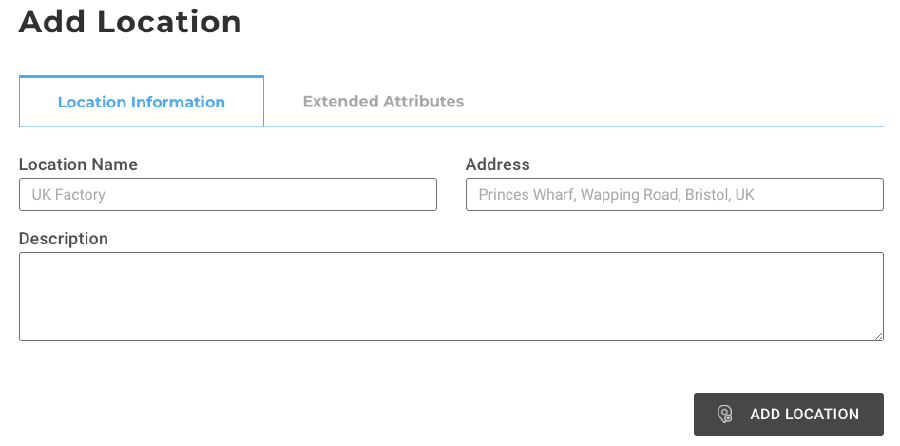 Add Location
Location Information
Extended Attributes
Location Name
Address
UK Factory
Princes Wharf, Wapping Road, Bristol, UK
Description
ADD LOCATION